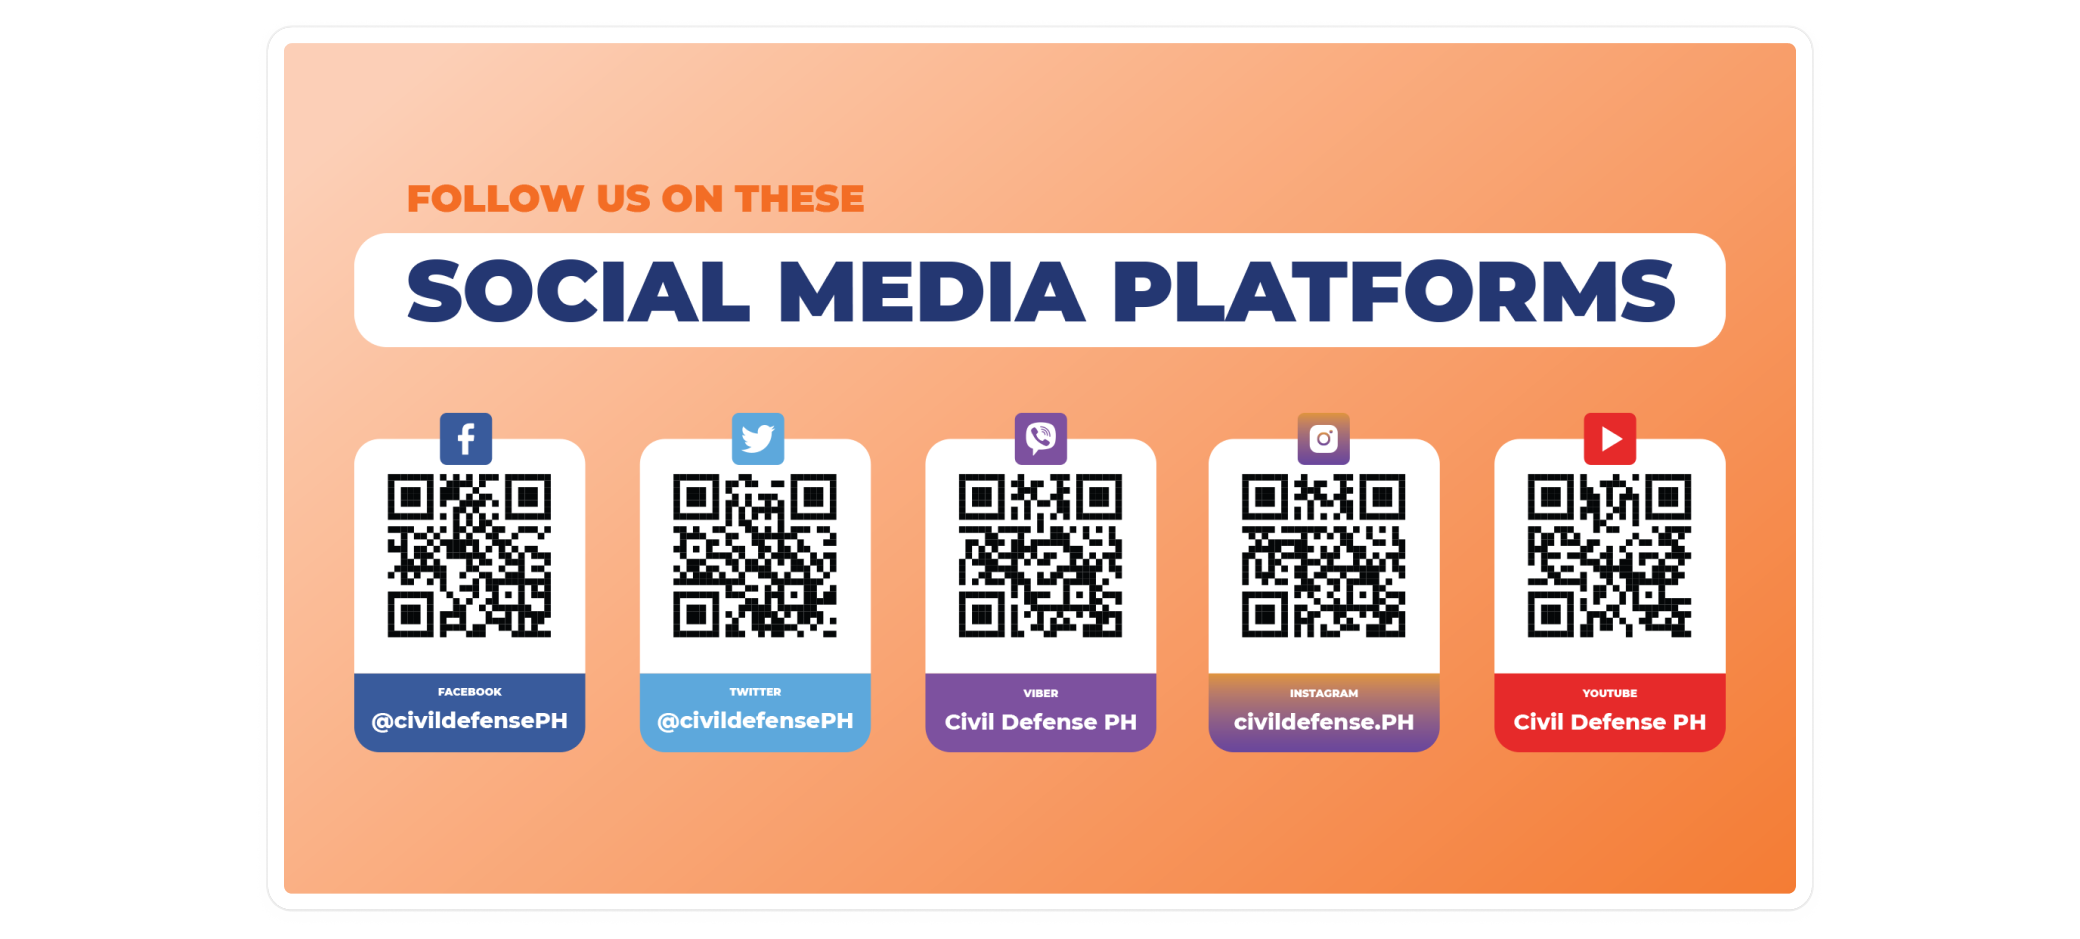 FOLLOW US ON THESE
SOCIAL MEDIA PLATFORMS
FACEBOOK
@civildefensePH
TWITTER
@civildefensePH
VIBER
Civil Defense PH
INSTAGRAM
civildefense.PH
YOUTUBE
Civil Defense PH